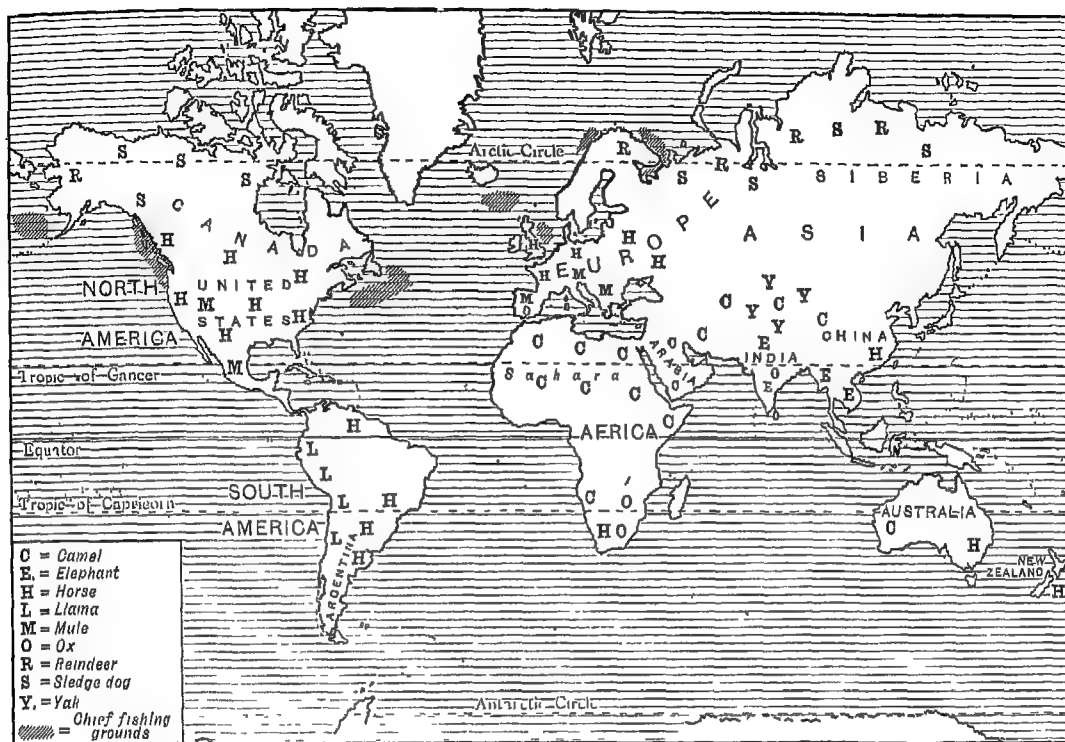 Arctic Circle
SIBERIA
CANADA
EUROPE
ASIA
UNITED
STATES
NORTH
AMERICA
CHINA
INDIA
ARABIA
Tropic of Cancer
Sahara
AFRICA
Equator
SOUTH
AMERICA
Tropic of Capricorn
AUSTRALIA
ARGENTINA
NEW
ZEALAND
C = Camel
E. = Elephant
H = Horse
L = Llama
M = Mule
O = Ox
R = Reindeer
S = Sledge dog
Y. = Yak
= Chief fishing
grounds
Antarctic Circle
R S R
S S R S
R S R S S
S
H H H O H
H H M
H M H H M O M
H
Y C Y Y C Y C
M C C C C E H
C C C C E O E E
H C O
L
L
L H C O
L H H O C H
H H